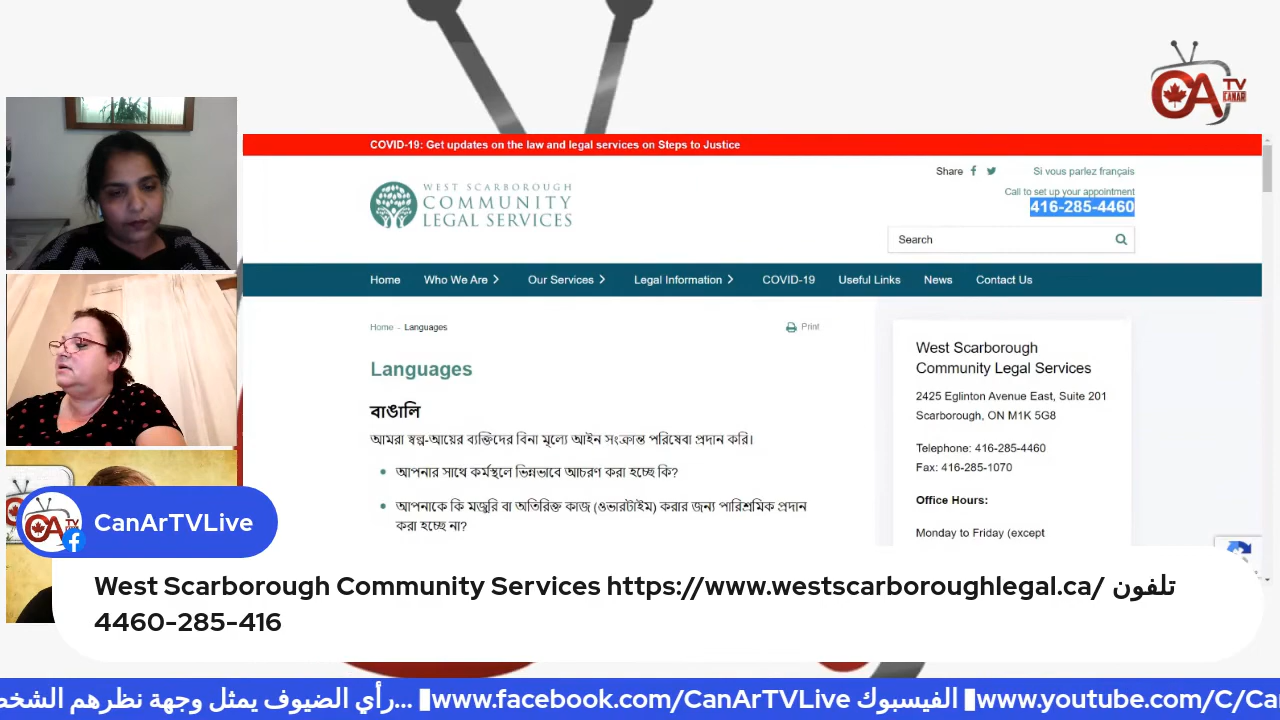 TV
CANAR
COVID-19: Get updates on the law and legal services on Steps to Justice
WEST SCARBOROUGH
COMMUNITY
LEGAL SERVICES
Share
Si vous parlez français
Call to set up your appointment
416-285-4460
Search
Home Who We Are Our Services Legal Information COVID-19 Useful Links News Contact Us
Home - Languages
Print
Languages
বাঙালি
আমরা স্বল্প-আয়ের ব্যক্তিদের বিনা মূল্যে আইন সংক্রান্ত পরিষেবা প্রদান করি।
আপনার সাথে কর্মস্থলে ভিন্নভাবে আচরণ করা হচ্ছে কি?
আপনাকে কি মজুরি বা অতিরিক্ত কাজ (ওভারটাইম) করার জন্য পারিশ্রমিক প্রদান
করা হচ্ছে না?
West Scarborough
Community Legal Services
2425 Eglinton Avenue East, Suite 201
Scarborough, ON M1K 5G8
Telephone: 416-285-4460
Fax: 416-285-1070
Office Hours:
Monday to Friday (except
CanArTVLive
West Scarborough Community Services https://www.westscarboroughlegal.ca/ تلفون
4460-285-416
رأي الضيوف يمثل وجهة نظرهم ... www.facebook.com/CanArTVLive الفيسبوك www.youtube.com/C/